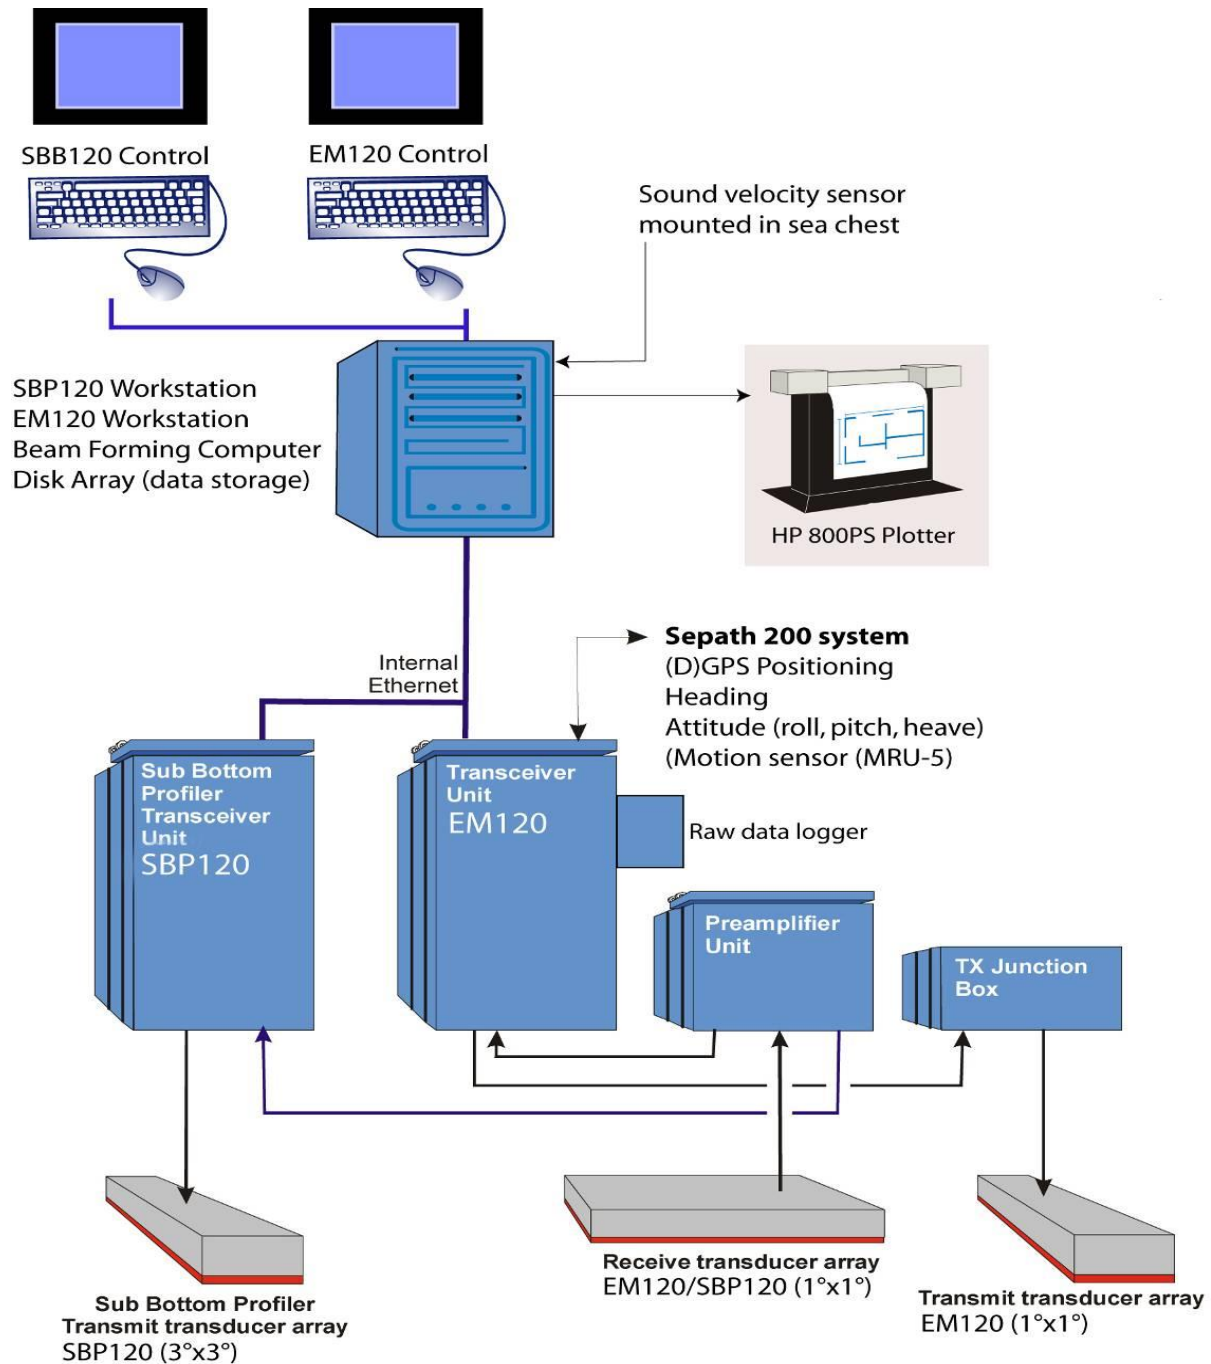 SBB120 Control
EM120 Control
Sound velocity sensor
mounted in sea chest
SBP120 Workstation
EM120 Workstation
Beam Forming Computer
Disk Array (data storage)
HP 800PS Plotter
Internal
Ethernet
Sepath 200 system
(D)GPS Positioning
Heading
Attitude (roll, pitch, heave)
(Motion sensor (MRU-5)
Sub Bottom
Profiler
Transceiver
Unit
SBP120
Transceiver
Unit
EM120
Raw data logger
Preamplifier
Unit
TX Junction
Box
Sub Bottom Profiler
Transmit transducer array
SBP120 (3°x3°)
Receive transducer array
EM120/SBP120 (1°x1°)
Transmit transducer array
EM120 (1°x1°)